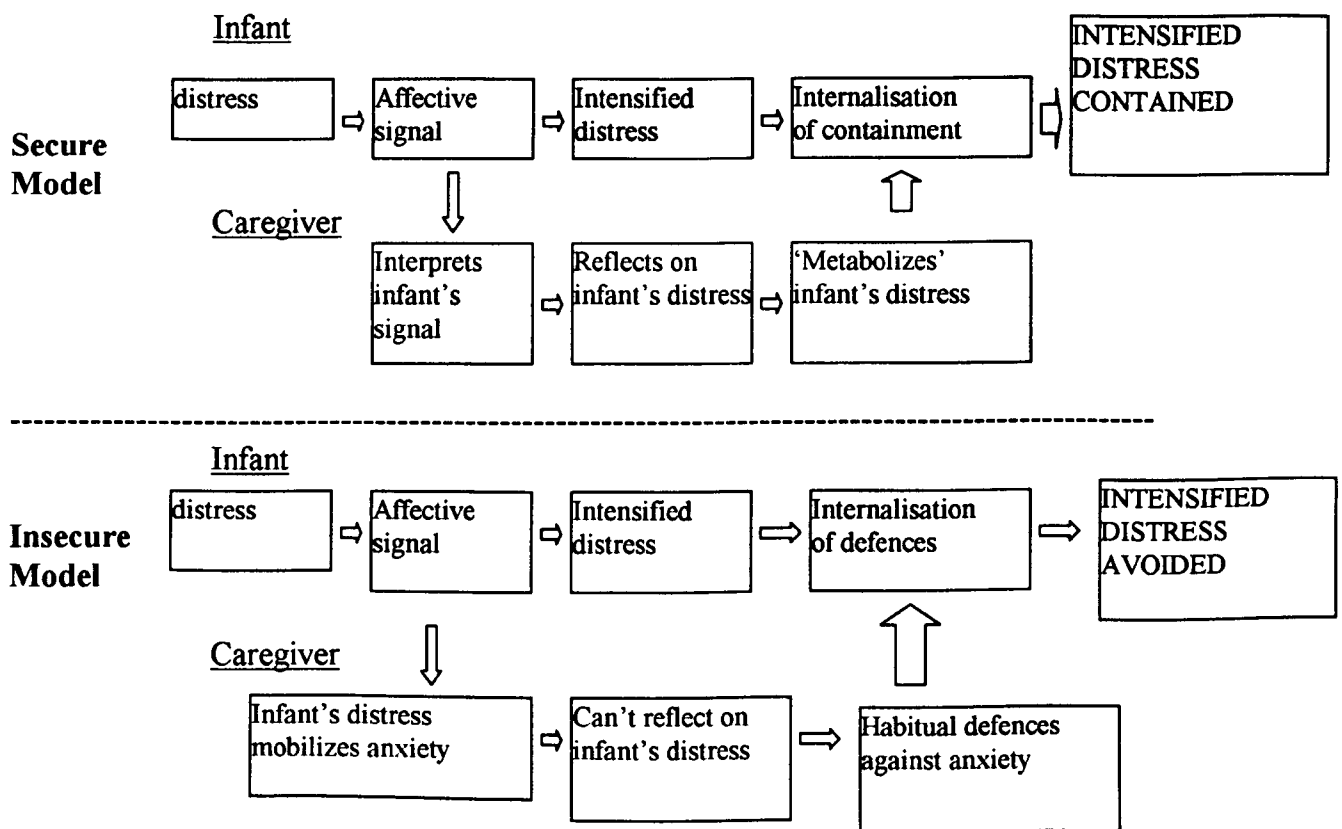 Infant
distress
Affective
signal
Intensified
distress
Internalisation
of containment
INTENSIFIED
DISTRESS
CONTAINED
Secure
Model
Caregiver
Interprets
infant's
signal
Reflects on
infant's distress
'Metabolizes'
infant's distress
Infant
distress
Affective
signal
Intensified
distress
Internalisation
of defences
INTENSIFIED
DISTRESS
AVOIDED
Insecure
Model
Caregiver
Infant's distress
mobilizes anxiety
Can't reflect on
infant's distress
Habitual defences
against anxiety